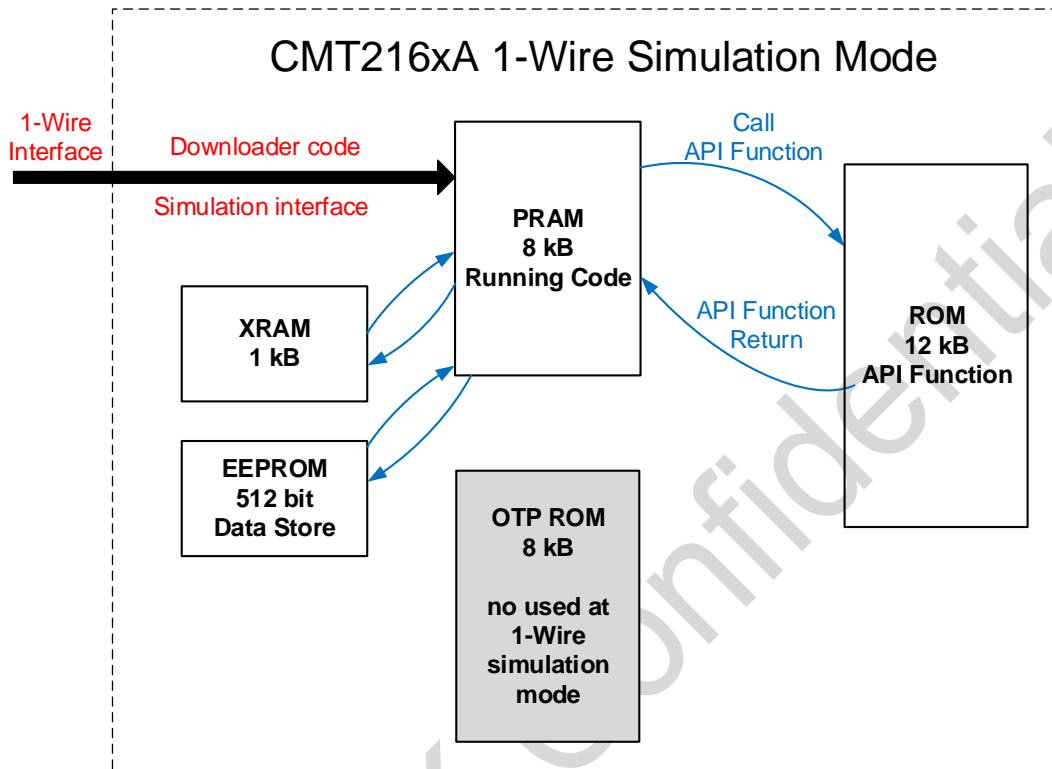 CMT216xA 1-Wire Simulation Mode
1-Wire
Interface
Downloader code
Simulation interface
PRAM
8 kB
Running Code
Call
API Function
API Function
Return
ROM
12 kB
API Function
XRAM
1 kB
EEPROM
512 bit
Data Store
OTP ROM
8 kB
no used at
1-Wire
simulation
mode
Confidential